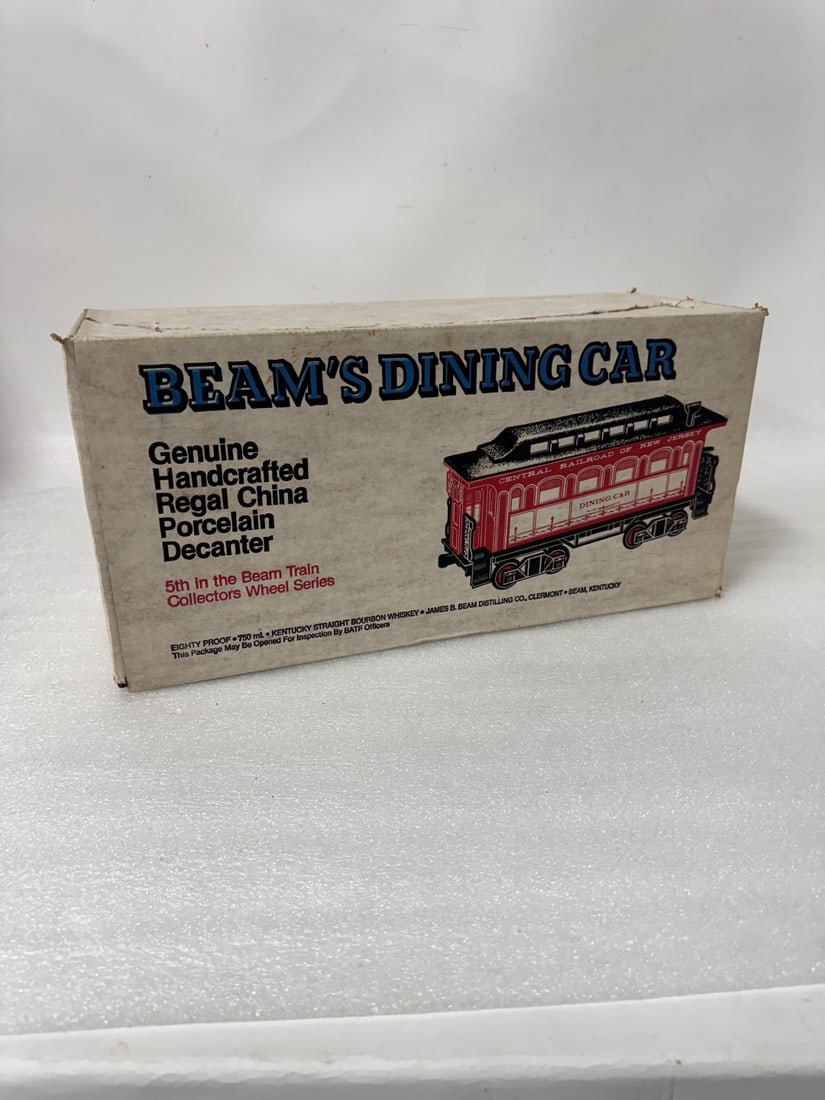 BEAM'S DINING CAR
Genuine
Handcrafted
Regal China
Porcelain
Decanter
5th In the Beam Train
Collectors Wheel Series
CENTRAL RAILROAD OF NEW JERSEY
DINING CAR
EIGHTY PROOF • 750 ml. • KENTUCKY STRAIGHT BOURBON WHISKEY • JAMES B. BEAM DISTILLING CO., CLERMONT • BEAM, KENTUCKY
This Package May Be Opened For Inspection By BATF Officers